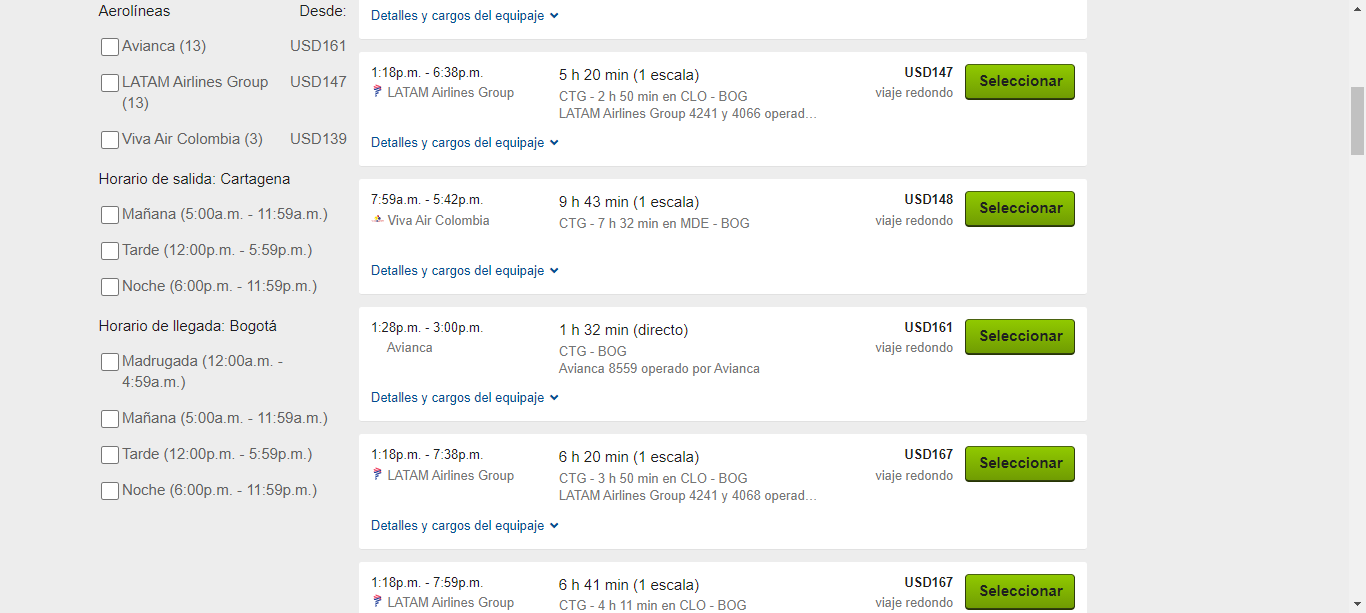 Aerolíneas Desde:
Avianca (13) USD161
LATAM Airlines Group USD147
(13)
Viva Air Colombia (3) USD139
Horario de salida: Cartagena
Mañana (5:00a.m. - 11:59a.m.)
Tarde (12:00p.m. - 5:59p.m.)
Noche (6:00p.m. - 11:59p.m.)
Horario de llegada: Bogotá
Madrugada (12:00a.m. -
4:59a.m.)
Mañana (5:00a.m. - 11:59a.m.)
Tarde (12:00p.m. - 5:59p.m.)
Noche (6:00p.m. - 11:59p.m.)
Detalles y cargos del equipaje
1:18p.m. - 6:38p.m. 5 h 20 min (1 escala) USD147 Seleccionar
LATAM Airlines Group CTG - 2 h 50 min en CLO - BOG viaje redondo
LATAM Airlines Group 4241 y 4066 operad...
Detalles y cargos del equipaje
7:59a.m. - 5:42p.m. 9 h 43 min (1 escala) USD148 Seleccionar
Viva Air Colombia CTG - 7 h 32 min en MDE - BOG viaje redondo
Detalles y cargos del equipaje
1:28p.m. - 3:00p.m. 1 h 32 min (directo) USD161 Seleccionar
Avianca CTG - BOG viaje redondo
Avianca 8559 operado por Avianca
Detalles y cargos del equipaje
1:18p.m. - 7:38p.m. 6 h 20 min (1 escala) USD167 Seleccionar
LATAM Airlines Group CTG - 3 h 50 min en CLO - BOG viaje redondo
LATAM Airlines Group 4241 y 4068 operad...
Detalles y cargos del equipaje
1:18p.m. - 7:59p.m. 6 h 41 min (1 escala) USD167 Seleccionar
LATAM Airlines Group CTG - 4 h 11 min en CLO - BOG viaje redondo